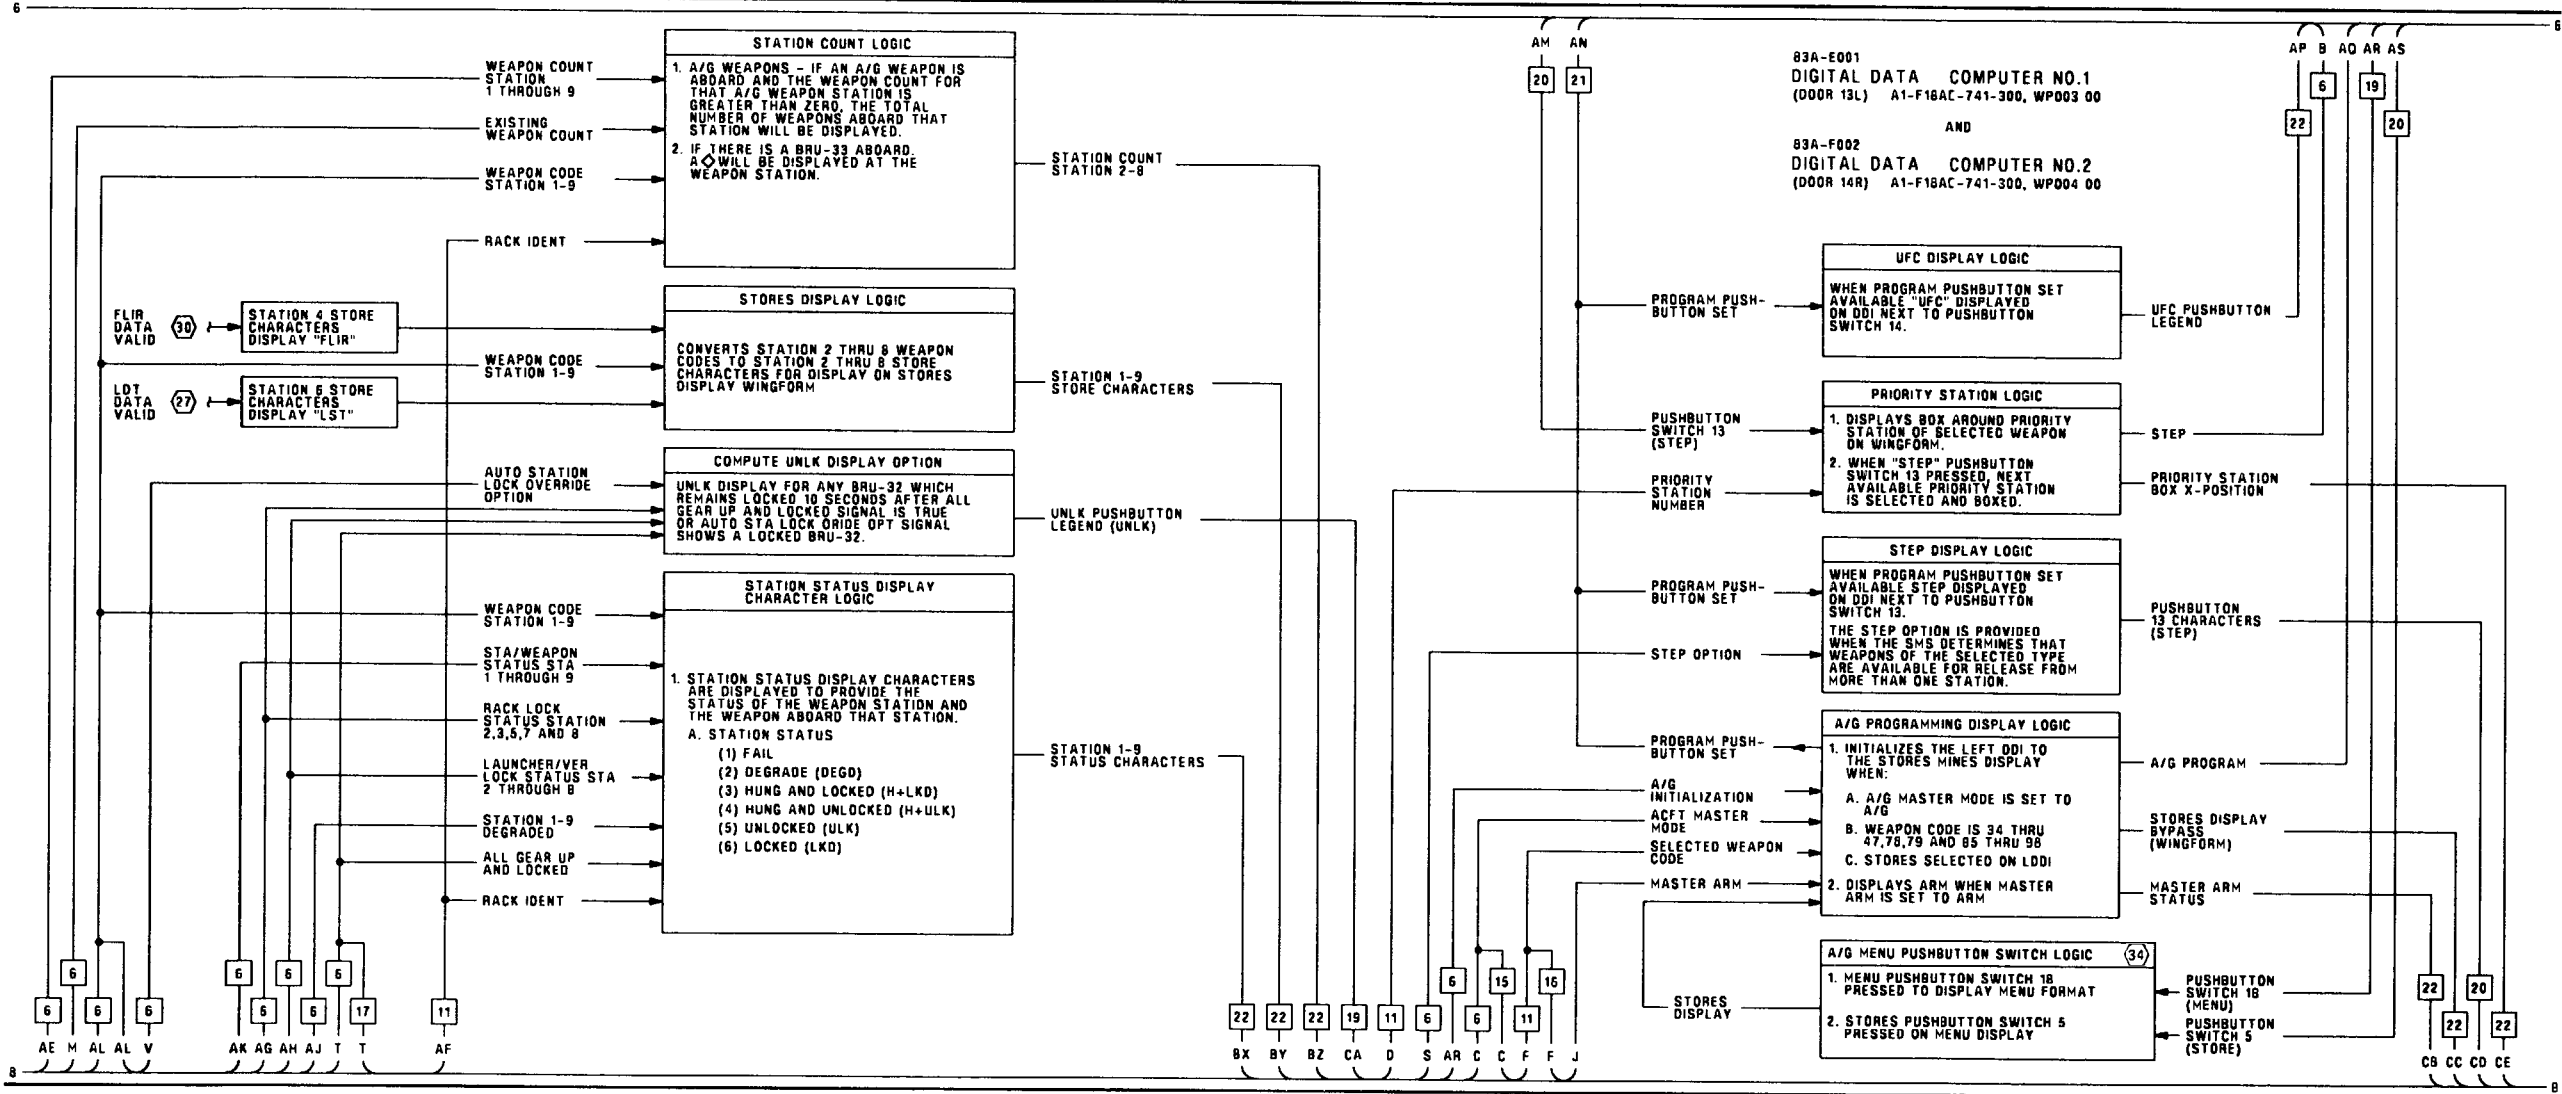 6
STATION COUNT LOGIC
WEAPON COUNT
STATION
1 THROUGH 9
EXISTING
WEAPON COUNT
WEAPON CODE
STATION 1-9
RACK IDENT
1. A/G WEAPONS - IF AN A/G WEAPON IS
ABOARD AND THE WEAPON COUNT FOR
THAT A/G WEAPON STATION IS
GREATER THAN ZERO, THE TOTAL
NUMBER OF WEAPONS ABOARD THAT
STATION WILL BE DISPLAYED.
2. IF THERE IS A BRU-33 ABOARD.
A ◇ WILL BE DISPLAYED AT THE
WEAPON STATION.
STATION COUNT
STATION 2-8
STORES DISPLAY LOGIC
FLIR
DATA
VALID
30
STATION 4 STORE
CHARACTERS
DISPLAY "FLIR"
WEAPON CODE
STATION 1-9
LDT
DATA
VALID
27
STATION 6 STORE
CHARACTERS
DISPLAY "LST"
CONVERTS STATION 2 THRU 8 WEAPON
CODES TO STATION 2 THRU 8 STORE
CHARACTERS FOR DISPLAY ON STORES
DISPLAY WINGFORM
STATION 1-9
STORE CHARACTERS
COMPUTE UNLK DISPLAY OPTION
AUTO STATION
LOCK OVERRIDE
OPTION
UNLK DISPLAY FOR ANY BRU-32 WHICH
REMAINS LOCKED 10 SECONDS AFTER ALL
GEAR UP AND LOCKED SIGNAL IS TRUE
OR AUTO STA LOCK ORIDE OPT SIGNAL
SHOWS A LOCKED BRU-32.
UNLK PUSHBUTTON
LEGEND (UNLK)
STATION STATUS DISPLAY
CHARACTER LOGIC
WEAPON CODE
STATION 1-9
STA/WEAPON
STATUS STA
1 THROUGH 9
RACK LOCK
STATUS STATION
2,3,5,7 AND 8
LAUNCHER/VER
LOCK STATUS STA
2 THROUGH 8
STATION 1-9
DEGRADED
ALL GEAR UP
AND LOCKED
RACK IDENT
1. STATION STATUS DISPLAY CHARACTERS
ARE DISPLAYED TO PROVIDE THE
STATUS OF THE WEAPON STATION AND
THE WEAPON ABOARD THAT STATION.
A. STATION STATUS
(1) FAIL
(2) DEGRADE (DEGD)
(3) HUNG AND LOCKED (H+LKD)
(4) HUNG AND UNLOCKED (H+ULK)
(5) UNLOCKED (ULK)
(6) LOCKED (LKD)
STATION 1-9
STATUS CHARACTERS
6 6 6 6 6 6 6 6 6 17 11
AE M AL AL V AK AG AH AJ T T AF
8
22 22 22 19 11
BX BY BZ CA D
AM AN
20 21
83A-E001
DIGITAL DATA COMPUTER NO.1
(DOOR 13L) A1-F18AC-741-300, WP003 00
AND
83A-F002
DIGITAL DATA COMPUTER NO.2
(DOOR 14R) A1-F18AC-741-300, WP004 00
6
AP B AQ AR AS
22 6 19 20
UFC DISPLAY LOGIC
PROGRAM PUSH-
BUTTON SET
WHEN PROGRAM PUSHBUTTON SET
AVAILABLE "UFC" DISPLAYED
ON DDI NEXT TO PUSHBUTTON
SWITCH 14.
UFC PUSHBUTTON
LEGEND
PRIORITY STATION LOGIC
PUSHBUTTON
SWITCH 13
(STEP)
PRIORITY
STATION
NUMBER
1. DISPLAYS BOX AROUND PRIORITY
STATION OF SELECTED WEAPON
ON WINGFORM.
2. WHEN "STEP" PUSHBUTTON
SWITCH 13 PRESSED, NEXT
AVAILABLE PRIORITY STATION
IS SELECTED AND BOXED.
STEP
PRIORITY STATION
BOX X-POSITION
STEP DISPLAY LOGIC
PROGRAM PUSH-
BUTTON SET
STEP OPTION
WHEN PROGRAM PUSHBUTTON SET
AVAILABLE STEP DISPLAYED
ON DDI NEXT TO PUSHBUTTON
SWITCH 13.
THE STEP OPTION IS PROVIDED
WHEN THE SMS DETERMINES THAT
WEAPONS OF THE SELECTED TYPE
ARE AVAILABLE FOR RELEASE FROM
MORE THAN ONE STATION.
PUSHBUTTON
13 CHARACTERS
(STEP)
A/G PROGRAMMING DISPLAY LOGIC
PROGRAM PUSH-
BUTTON SET
A/G
INITIALIZATION
ACFT MASTER
MODE
SELECTED WEAPON
CODE
MASTER ARM
1. INITIALIZES THE LEFT DDI TO
THE STORES MINES DISPLAY
WHEN:
A. A/G MASTER MODE IS SET TO
A/G
B. WEAPON CODE IS 34 THRU
47,78,79 AND 85 THRU 98
C. STORES SELECTED ON LDDI
2. DISPLAYS ARM WHEN MASTER
ARM IS SET TO ARM
A/G PROGRAM
STORES DISPLAY
BYPASS
(WINGFORM)
MASTER ARM
STATUS
A/G MENU PUSHBUTTON SWITCH LOGIC
34
STORES
DISPLAY
1. MENU PUSHBUTTON SWITCH 18
PRESSED TO DISPLAY MENU FORMAT
2. STORES PUSHBUTTON SWITCH 5
PRESSED ON MENU DISPLAY
PUSHBUTTON
SWITCH 18
(MENU)
PUSHBUTTON
SWITCH 5
(STORE)
6 6 6 15 11 16
S AR C C F F J
22 22 20 22
CB CC CD CE
8